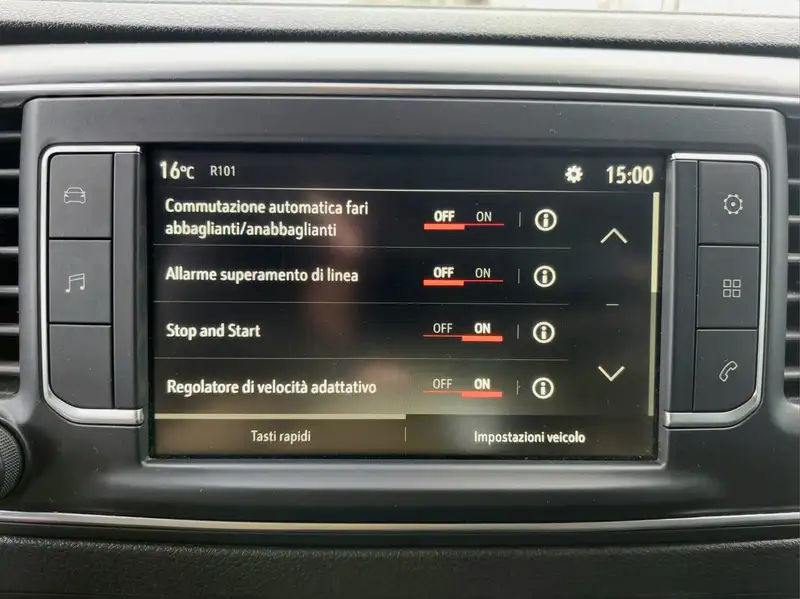 16°C R101 15:00
Commutazione automatica fari
abbaglianti/anabbaglianti OFF ON
Allarme superamento di linea OFF ON
Stop and Start OFF ON
Regolatore di velocità adattativo OFF ON
Tasti rapidi Impostazioni veicolo